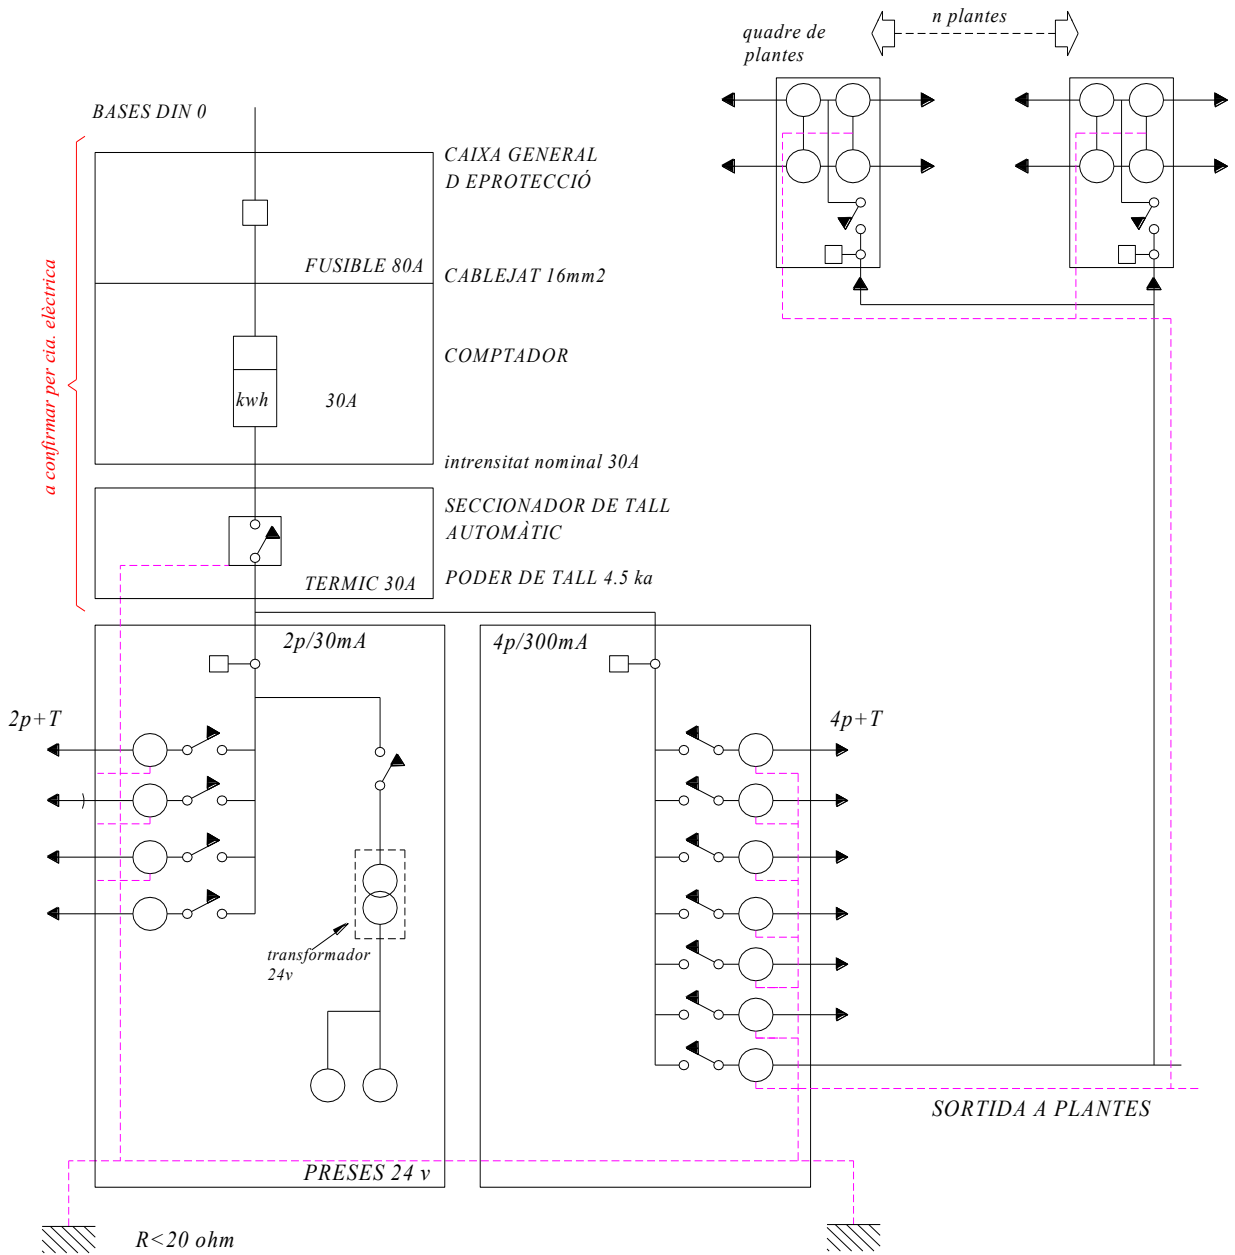 n plantes
quadre de
plantes
BASES DIN 0
CAIXA GENERAL
D EPROTECCIÓ
FUSIBLE 80A
CABLEJAT 16mm2
a confirmar per cia. elèctrica
COMPTADOR
kwh
30A
intrensitat nominal 30A
SECCIONADOR DE TALL
AUTOMÀTIC
TERMIC 30A
PODER DE TALL 4.5 ka
2p/30mA
4p/300mA
2p+T
4p+T
transformador
24v
SORTIDA A PLANTES
PRESES 24 v
R<20 ohm